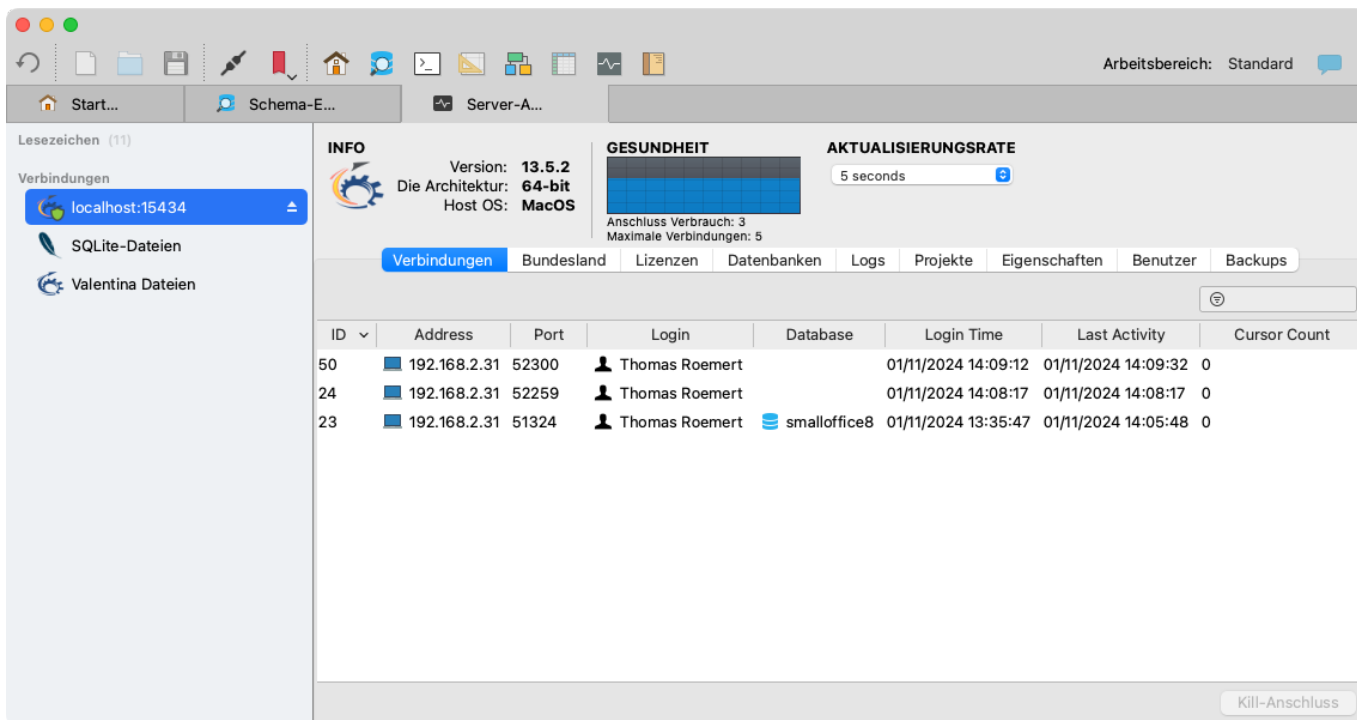 Arbeitsbereich: Standard
Start... Schema-E... Server-A...
Lesezeichen (11)
Verbindungen
localhost:15434
SQLite-Dateien
Valentina Dateien
INFO
Version: 13.5.2
Die Architektur: 64-bit
Host OS: MacOS
GESUNDHEIT
Anschluss Verbrauch: 3
Maximale Verbindungen: 5
AKTUALISIERUNGSRATE
5 seconds
Verbindungen Bundesland Lizenzen Datenbanken Logs Projekte Eigenschaften Benutzer Backups
ID Address Port Login Database Login Time Last Activity Cursor Count
50 192.168.2.31 52300 Thomas Roemert 01/11/2024 14:09:12 01/11/2024 14:09:32 0
24 192.168.2.31 52259 Thomas Roemert 01/11/2024 14:08:17 01/11/2024 14:08:17 0
23 192.168.2.31 51324 Thomas Roemert smalloffice8 01/11/2024 13:35:47 01/11/2024 14:05:48 0
Kill-Anschluss